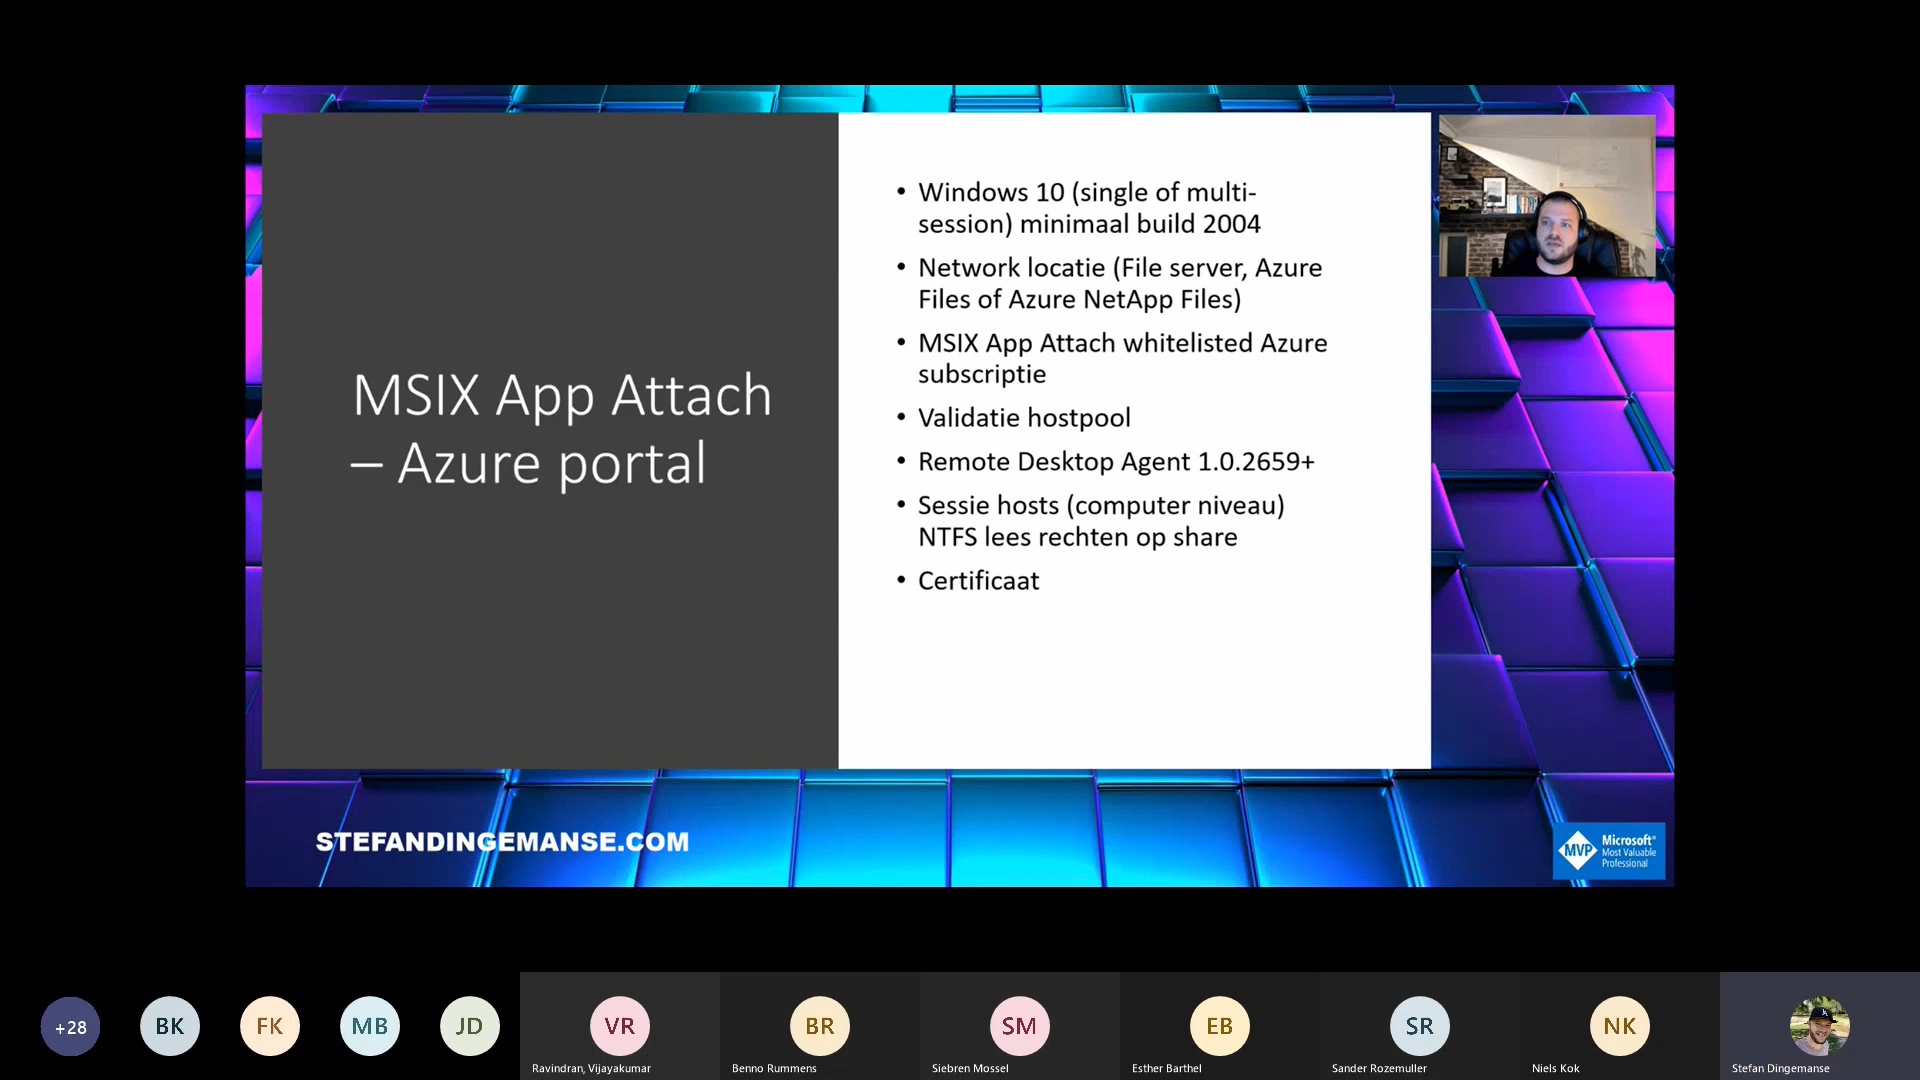 MSIX App Attach
– Azure portal
• Windows 10 (single of multi-
session) minimaal build 2004
• Network locatie (File server, Azure
Files of Azure NetApp Files)
• MSIX App Attach whitelisted Azure
subscriptie
• Validatie hostpool
• Remote Desktop Agent 1.0.2659+
• Sessie hosts (computer niveau)
NTFS lees rechten op share
• Certificaat
STEFANDINGEMANSE.COM
MVP
Microsoft®
Most Valuable
Professional
+28
BK
FK
MB
JD
VR
Ravindran, Vijayakumar
BR
Benno Rummens
SM
Siebren Mossel
EB
Esther Barthel
SR
Sander Rozemuller
NK
Niels Kok
Stefan Dingemanse